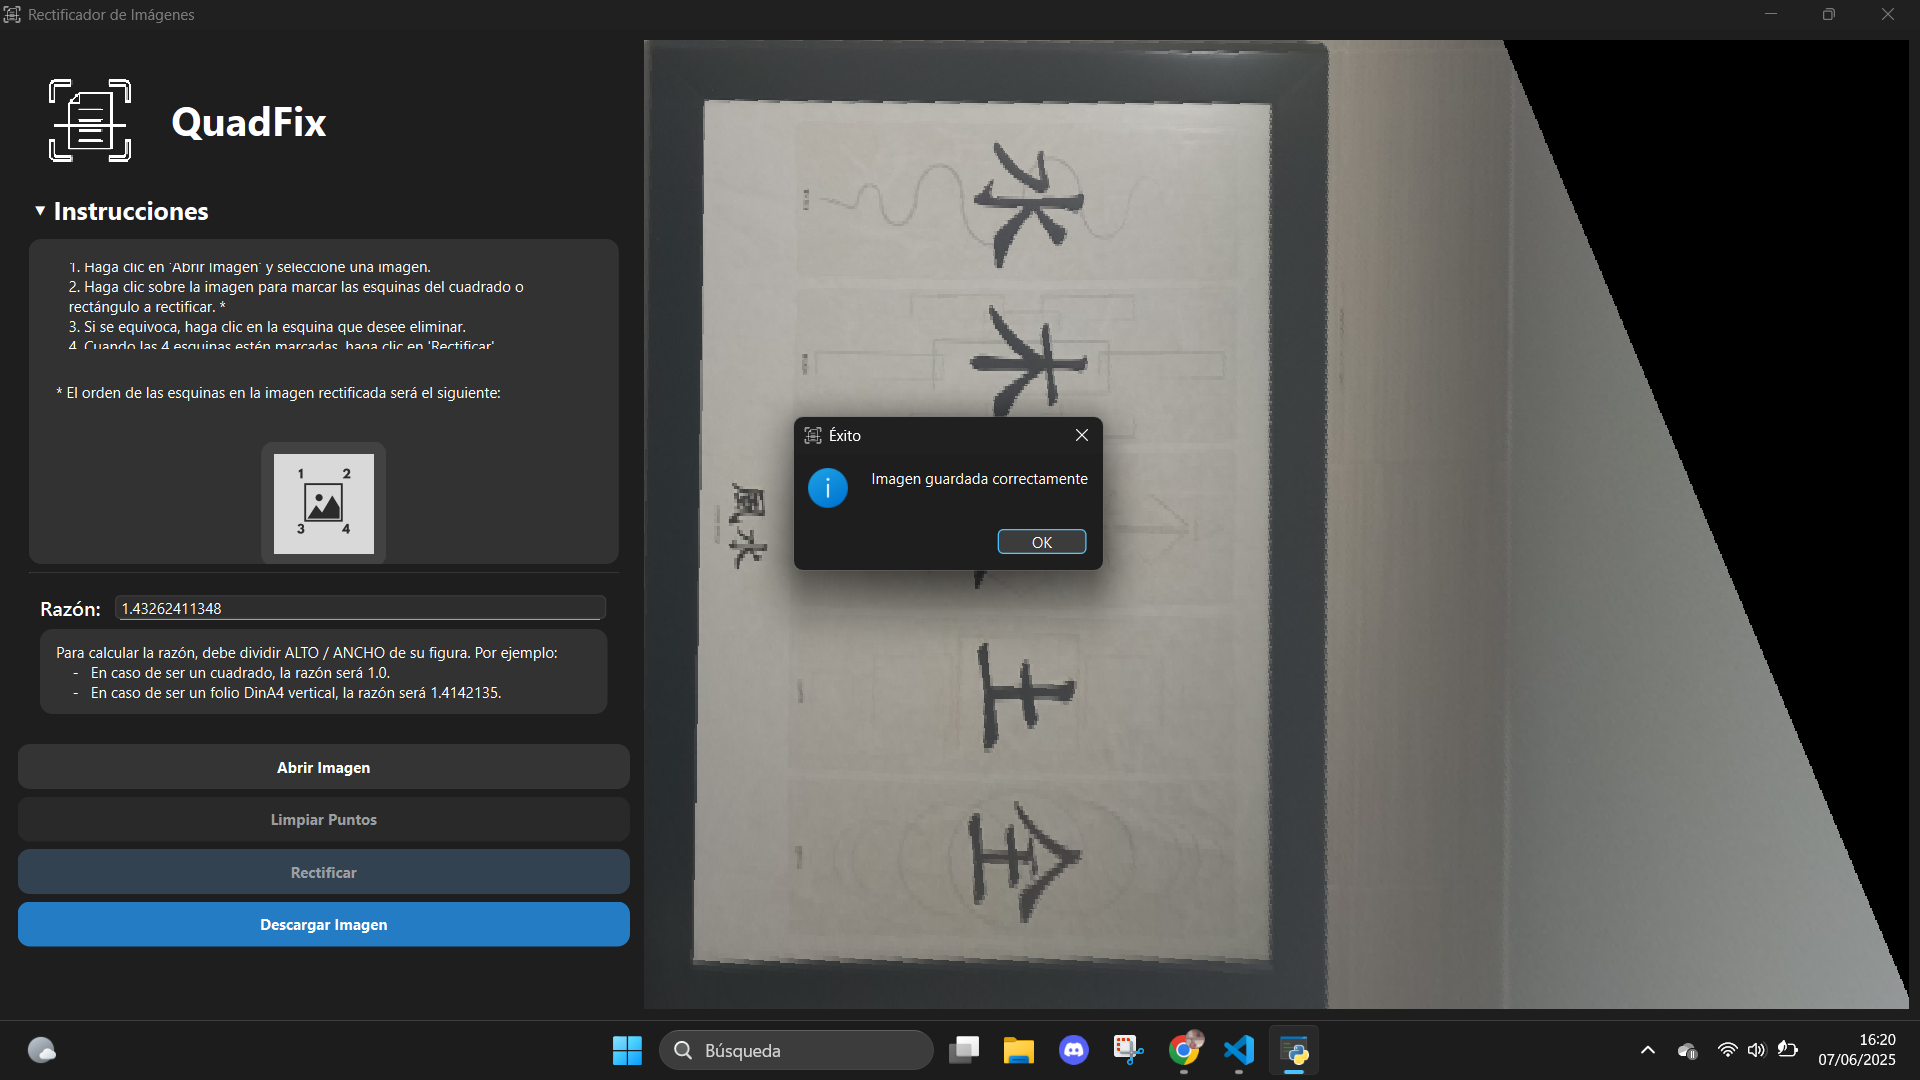 Rectificador de Imágenes
QuadFix
Instrucciones
1. Haga clic en 'Abrir Imagen' y seleccione una imagen.
2. Haga clic sobre la imagen para marcar las esquinas del cuadrado o
rectángulo a rectificar. *
3. Si se equivoca, haga clic en la esquina que desee eliminar.
4. Cuando las 4 esquinas estén marcadas, haga clic en 'Rectificar'
* El orden de las esquinas en la imagen rectificada será el siguiente:
1 2
3 4
Razón: 1.43262411348
Para calcular la razón, debe dividir ALTO / ANCHO de su figura. Por ejemplo:
- En caso de ser un cuadrado, la razón será 1.0.
- En caso de ser un folio DinA4 vertical, la razón será 1.4142135.
Abrir Imagen
Limpiar Puntos
Rectificar
Descargar Imagen
水
木
土
金
風水
Éxito
Imagen guardada correctamente
OK
Búsqueda
16:20
07/06/2025